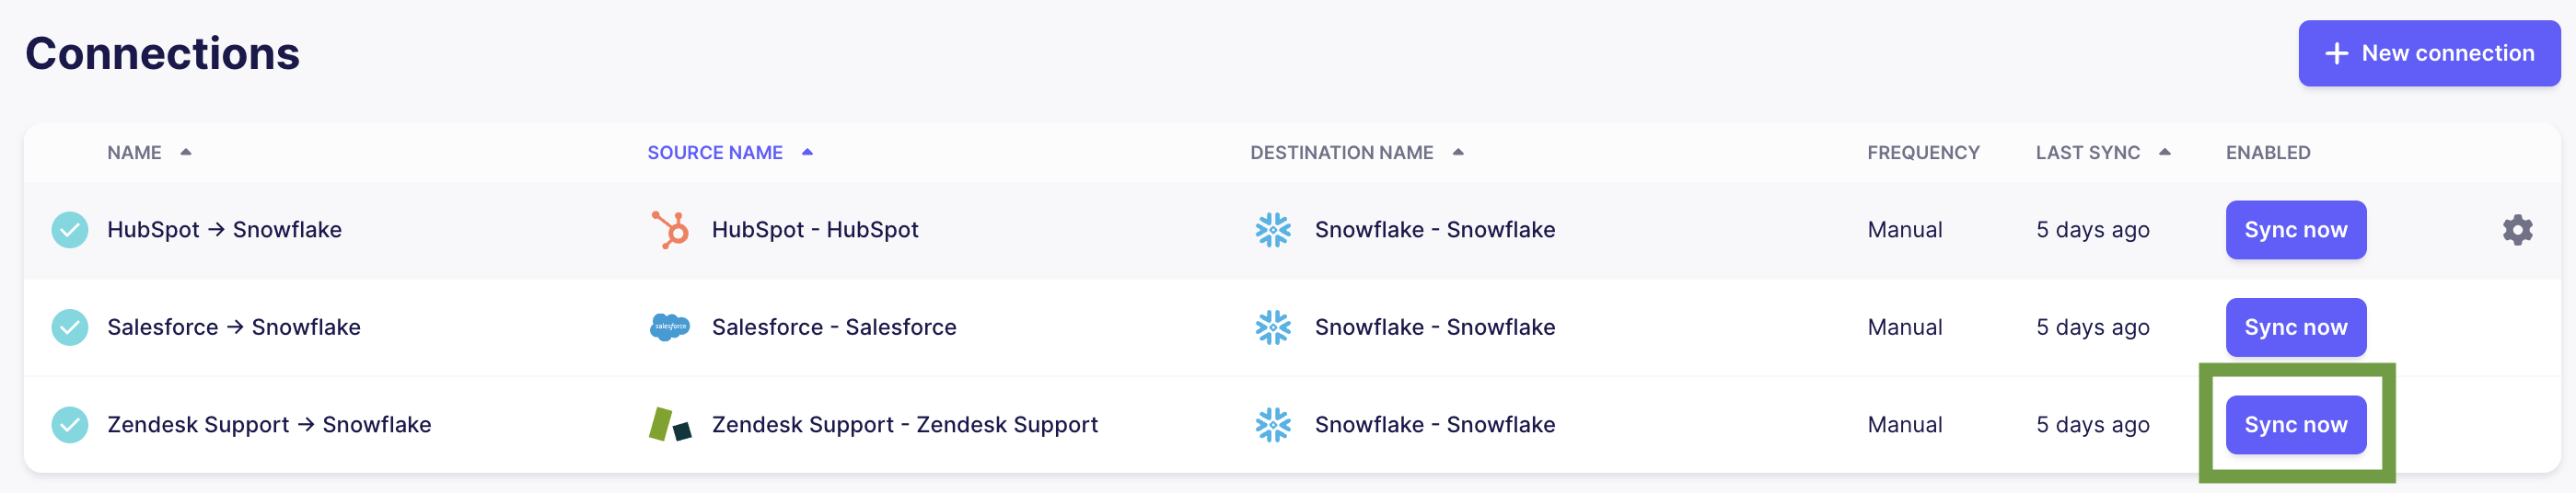 Connections
New connection
NAME SOURCE NAME DESTINATION NAME FREQUENCY LAST SYNC ENABLED
HubSpot → Snowflake HubSpot - HubSpot Snowflake - Snowflake Manual 5 days ago Sync now
Salesforce → Snowflake salesforce Salesforce - Salesforce Snowflake - Snowflake Manual 5 days ago Sync now
Zendesk Support → Snowflake Zendesk Support - Zendesk Support Snowflake - Snowflake Manual 5 days ago Sync now